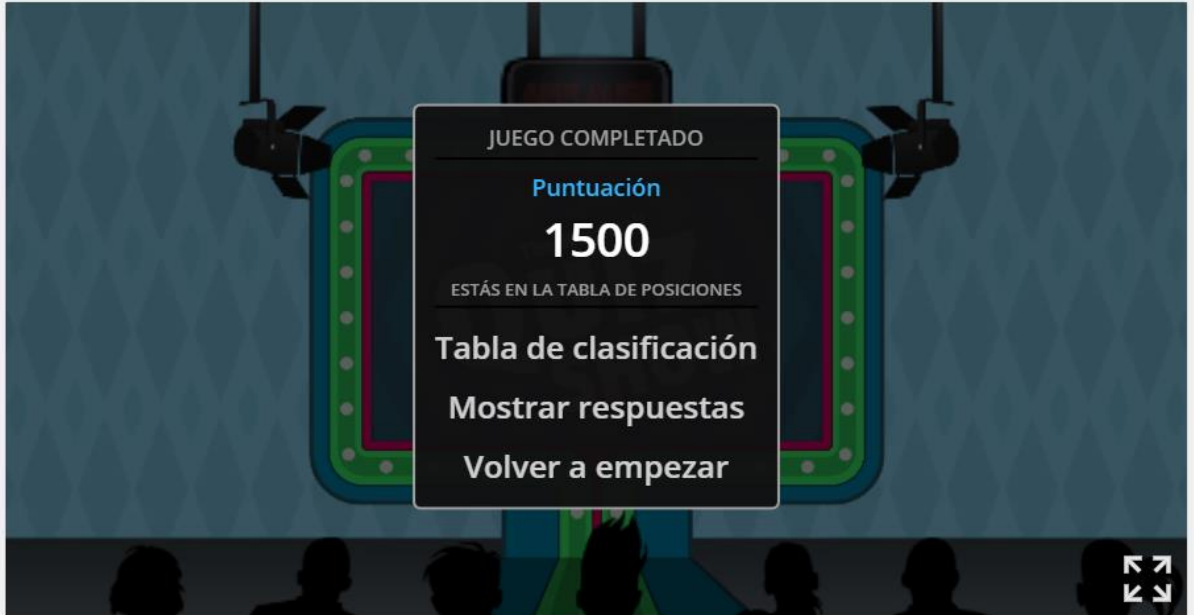 JUEGO COMPLETADO
Puntuación
1500
ESTÁS EN LA TABLA DE POSICIONES
Tabla de clasificación
Mostrar respuestas
Volver a empezar